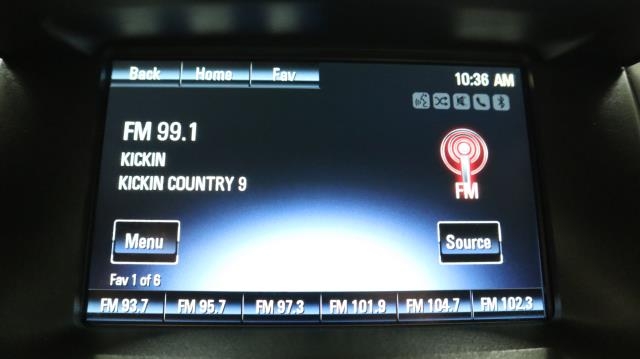 Back Home Fav 10:36 AM
FM 99.1
KICKIN
KICKIN COUNTRY 9
FM
Menu Source
Fav 1 of 6
FM 93.7 FM 95.7 FM 97.3 FM 101.9 FM 104.7 FM 102.3